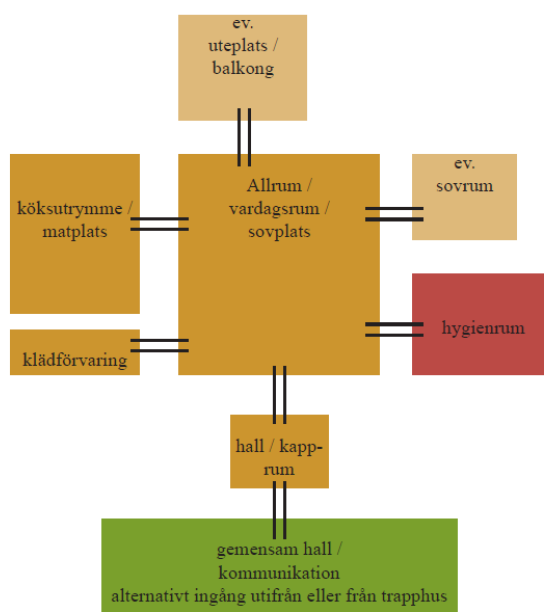 ev.
uteplats /
balkong
köksutrymme /
matplats
Allrum /
vardagsrum /
sovplats
ev.
sovrum
klädförvaring
hygienrum
hall / kapp-
rum
gemensam hall /
kommunikation
alternativt ingång utifrån eller från trapphus